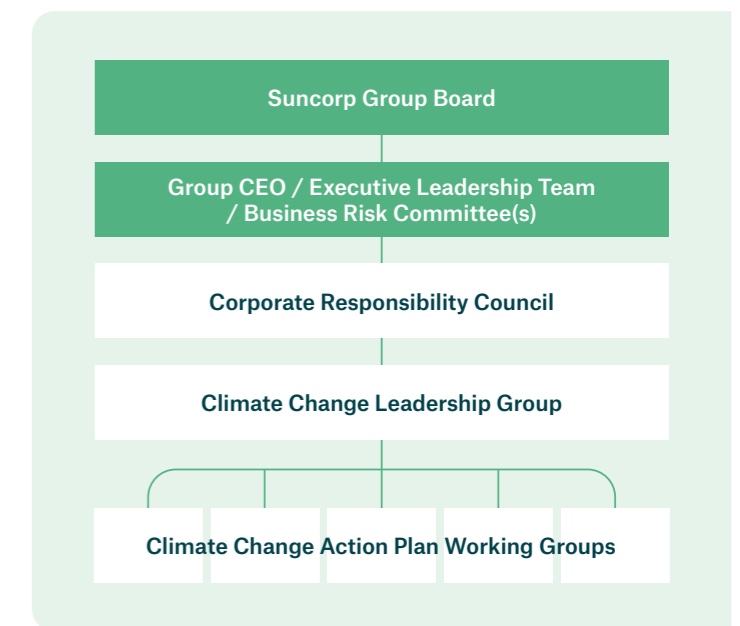 Suncorp Group Board
Group CEO / Executive Leadership Team
/ Business Risk Committee(s)
Corporate Responsibility Council
Climate Change Leadership Group
Climate Change Action Plan Working Groups